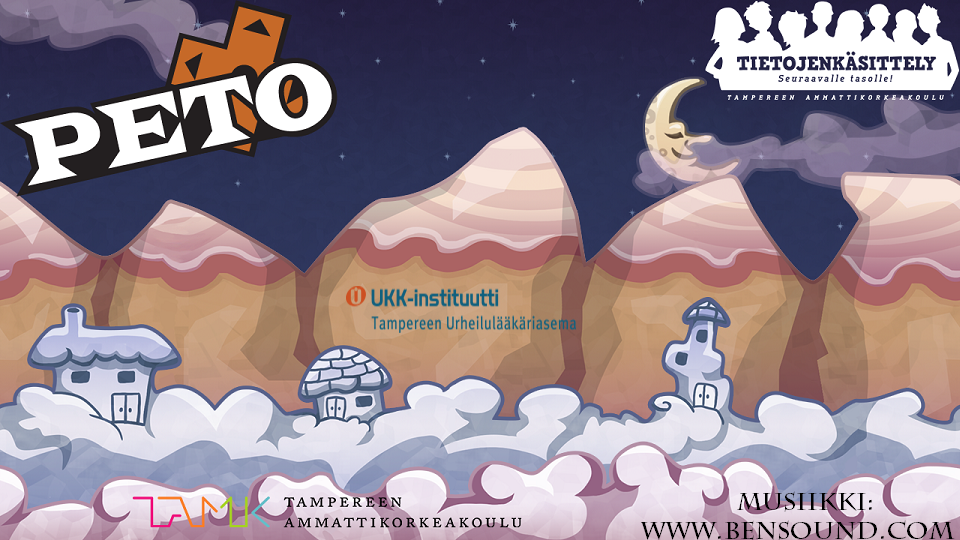 PETO
TIETOJENKÄSITTELY
Seuraavalle tasolle!
TAMPEREEN AMMATTIKORKEAKOULU
UKK-instituutti
Tampereen Urheilulääkäriasema
TAMK
TAMPEREEN
AMMATTIKORKEAKOULU
MUSIIKKI:
WWW.BENSOUND.COM